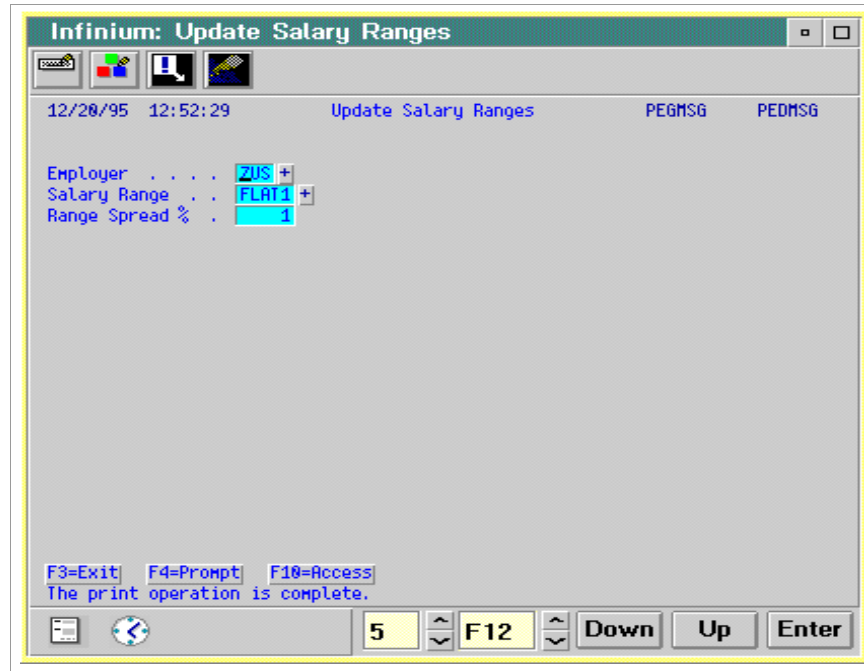 Infinium: Update Salary Ranges
12/20/95 12:52:29 Update Salary Ranges PEGMSG PEDMSG
Employer . . . . ZUS +
Salary Range . . FLAT1 +
Range Spread % . 1
F3=Exit F4=Prompt F10=Access
The print operation is complete.
5 F12 Down Up Enter